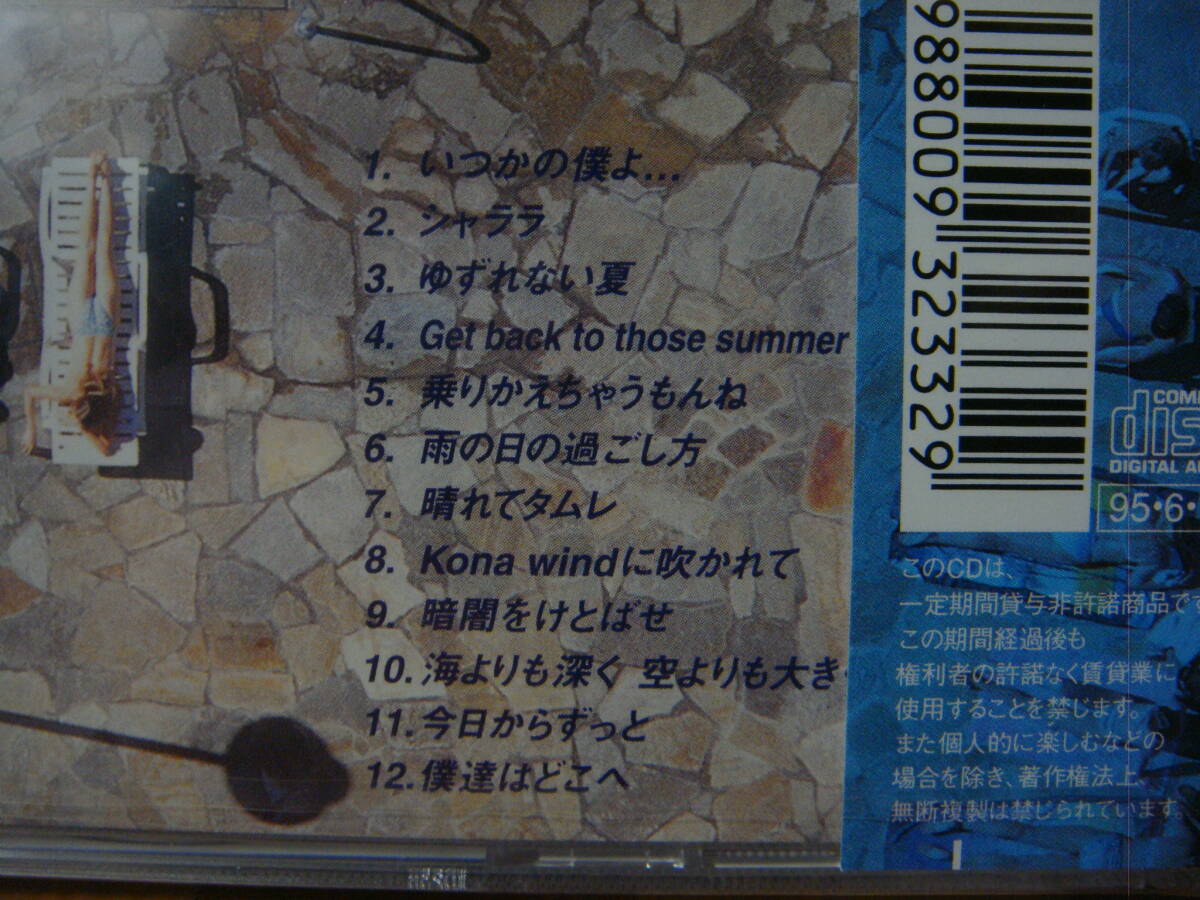 1. いつかの僕よ...
2. シャララ
3. ゆずれない夏
4. Get back to those summer
5. 乗りかえちゃうもんね
6. 雨の日の過ごし方
7. 晴れてタムレ
8. Kona windに吹かれて
9. 暗闇をけとばせ
10. 海よりも深く 空よりも大き
11. 今日からずっと
12. 僕達はどこへ
988009 323329
DIGITAL
95・6・
このCDは、
一定期間貸与非許諾商品で
この期間経過後も
権利者の許諾なく賃貸業に
使用することを禁じます。
また個人的に楽しむなどの
場合を除き、著作権法上、
無断複製は禁じられています。